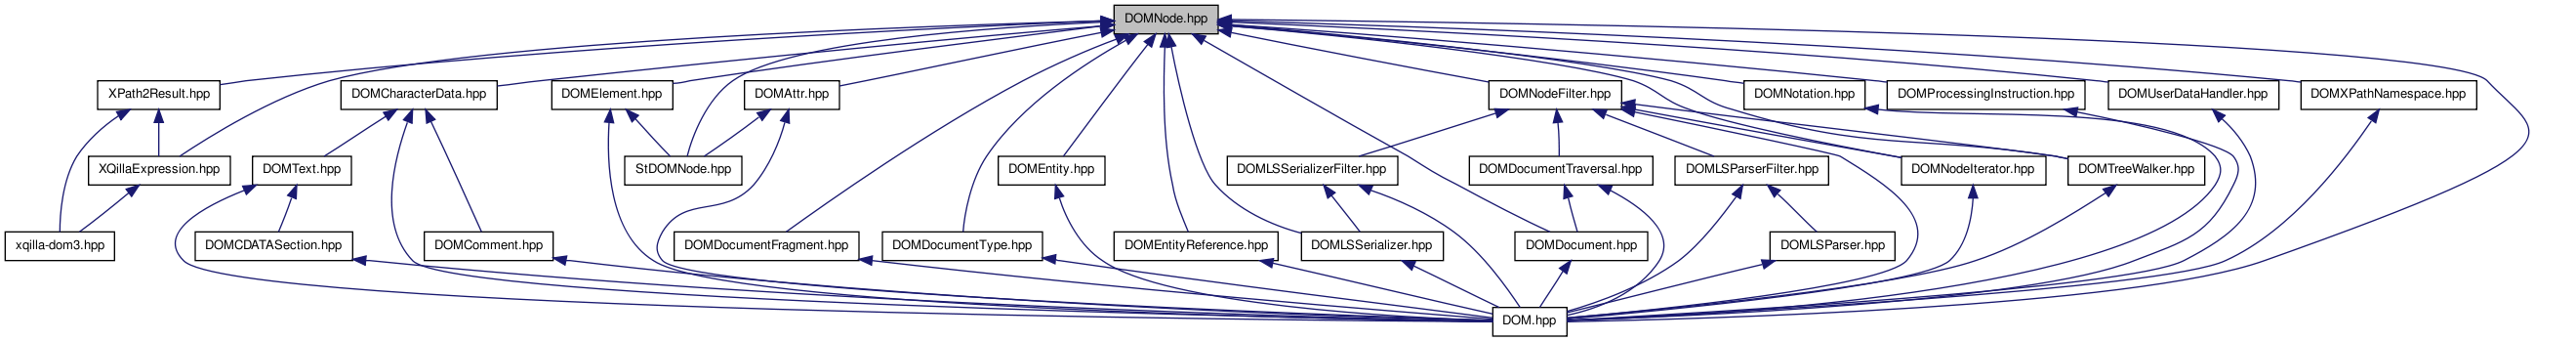 DOMNode.hpp
XPath2Result.hpp
DOMCharacterData.hpp
DOMElement.hpp
DOMAttr.hpp
DOMNodeFilter.hpp
DOMNotation.hpp
DOMProcessingInstruction.hpp
DOMUserDataHandler.hpp
DOMXPathNamespace.hpp
XQillaExpression.hpp
DOMText.hpp
StDOMNode.hpp
DOMEntity.hpp
DOMLSSerializerFilter.hpp
DOMDocumentTraversal.hpp
DOMLSParserFilter.hpp
DOMNodeIterator.hpp
DOMTreeWalker.hpp
xqilla-dom3.hpp
DOMCDATASection.hpp
DOMComment.hpp
DOMDocumentFragment.hpp
DOMDocumentType.hpp
DOMEntityReference.hpp
DOMLSSerializer.hpp
DOMDocument.hpp
DOMLSParser.hpp
DOM.hpp